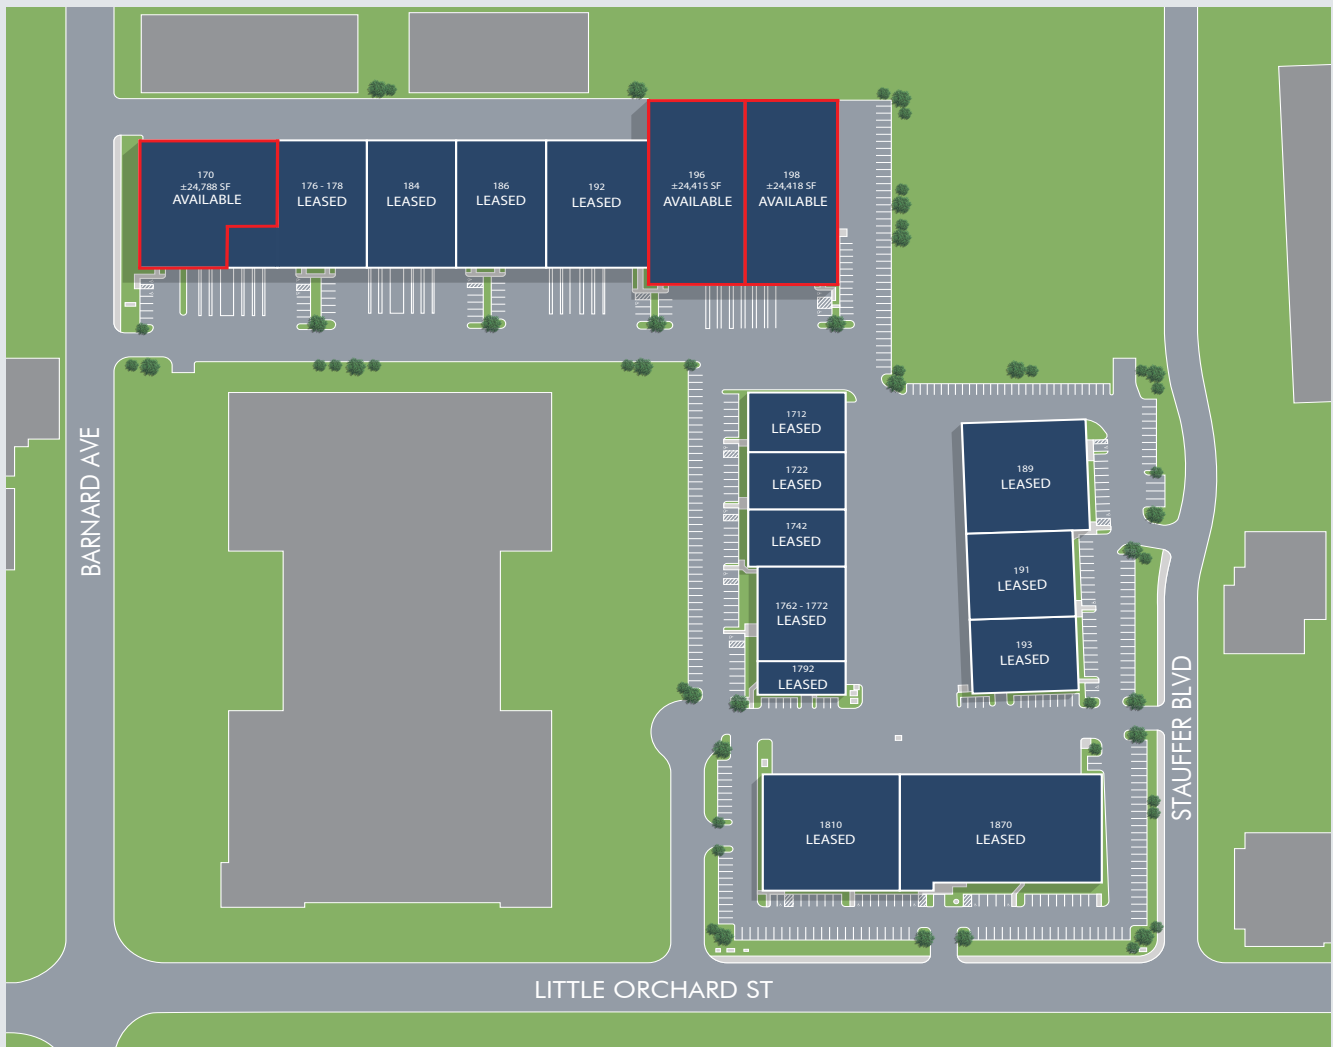 170
±24,788 SF
AVAILABLE
176 - 178
LEASED
184
LEASED
186
LEASED
192
LEASED
196
±24,415 SF
AVAILABLE
198
±24,418 SF
AVAILABLE
BARNARD AVE
1712
LEASED
1722
LEASED
1742
LEASED
1762 - 1772
LEASED
1792
LEASED
189
LEASED
191
LEASED
193
LEASED
STAUFFER BLVD
1810
LEASED
1870
LEASED
LITTLE ORCHARD ST